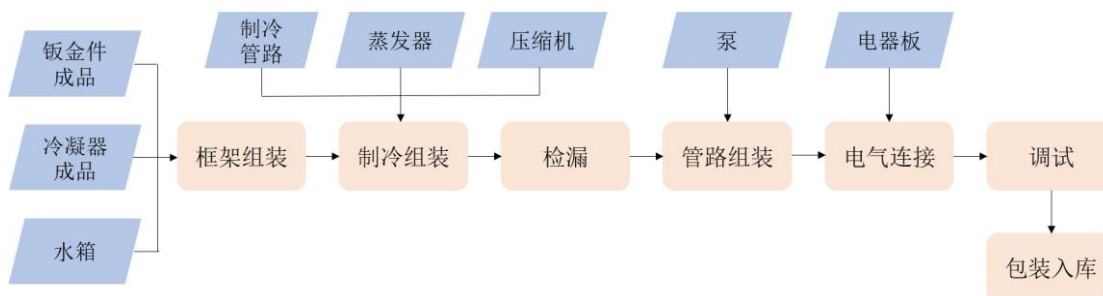 钣金件
成品
制冷
管路
蒸发器
压缩机
泵
电器板
冷凝器
成品
框架组装
制冷组装
检漏
管路组装
电气连接
调试
水箱
包装入库